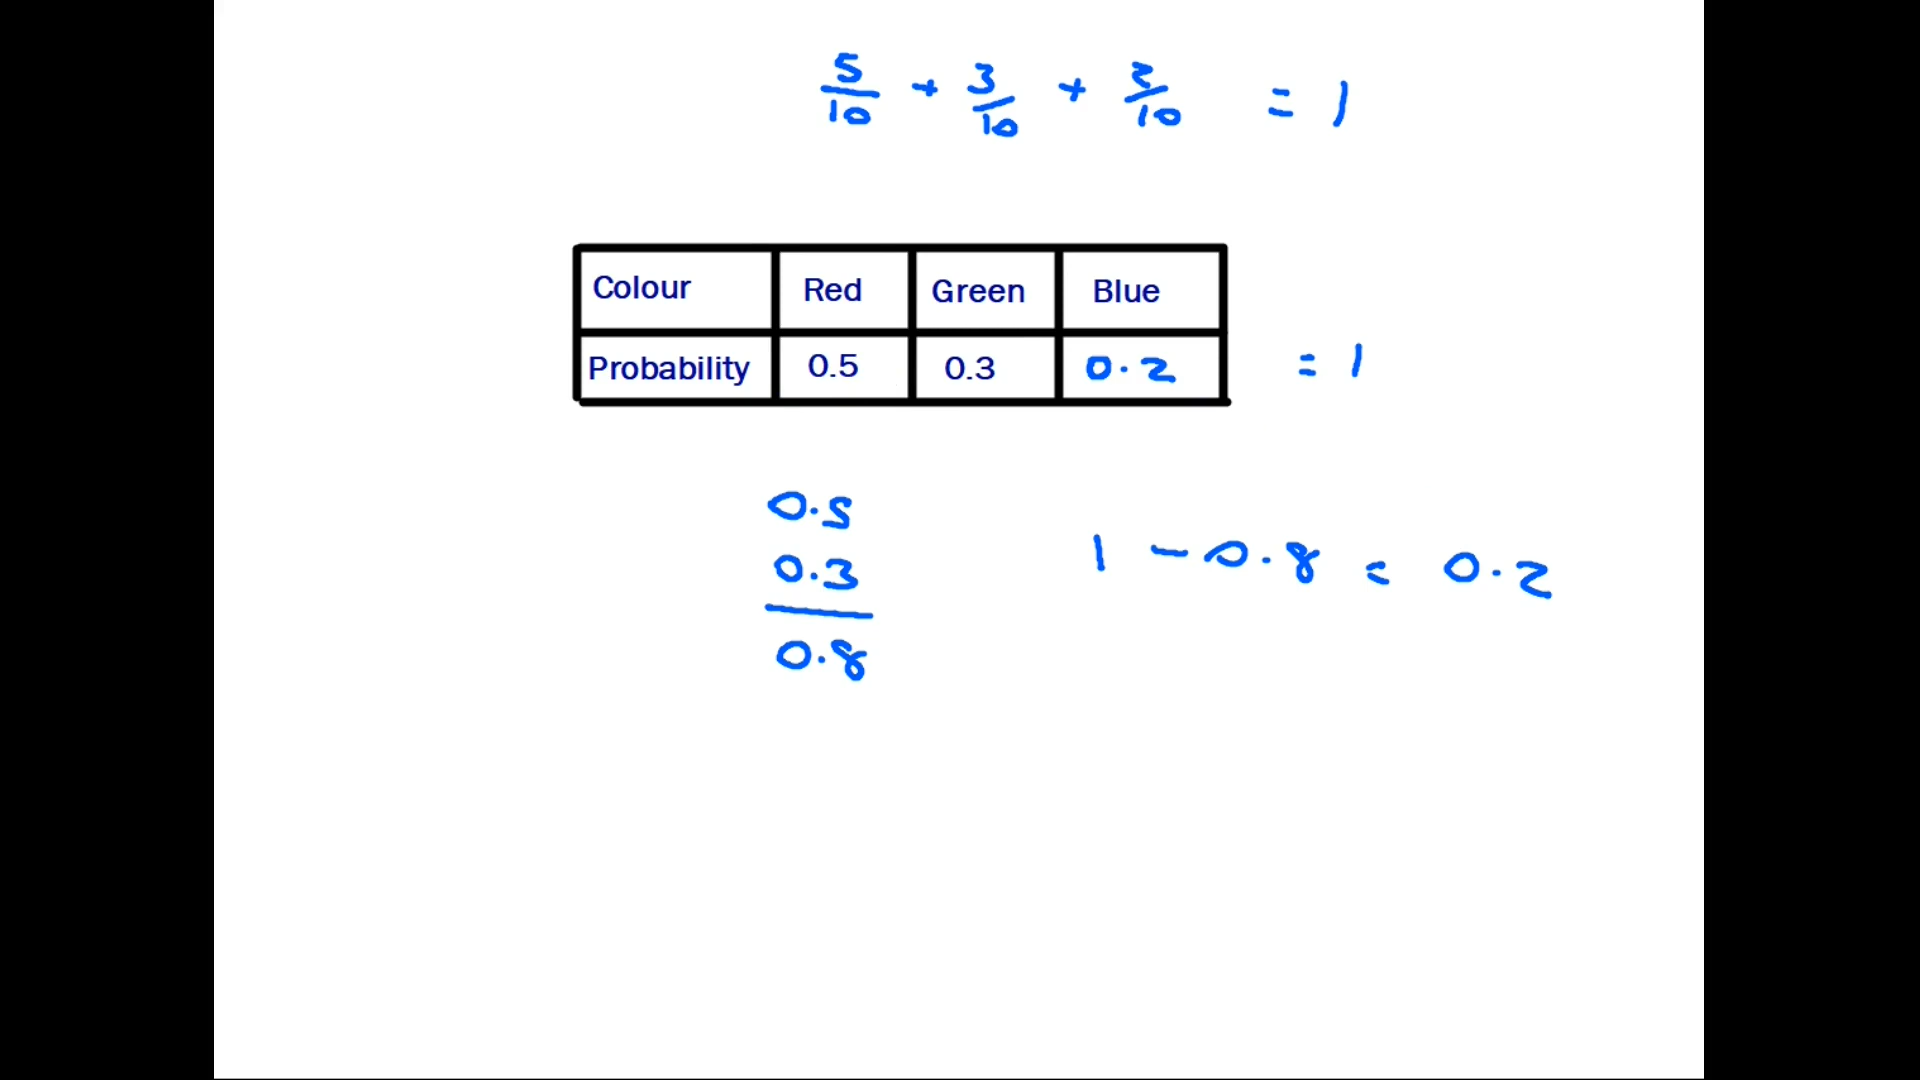 5/10 + 3/10 + 2/10 = 1
Colour Red Green Blue
Probability 0.5 0.3 0.2 = 1
0.5
0.3
0.8
1 - 0.8 = 0.2